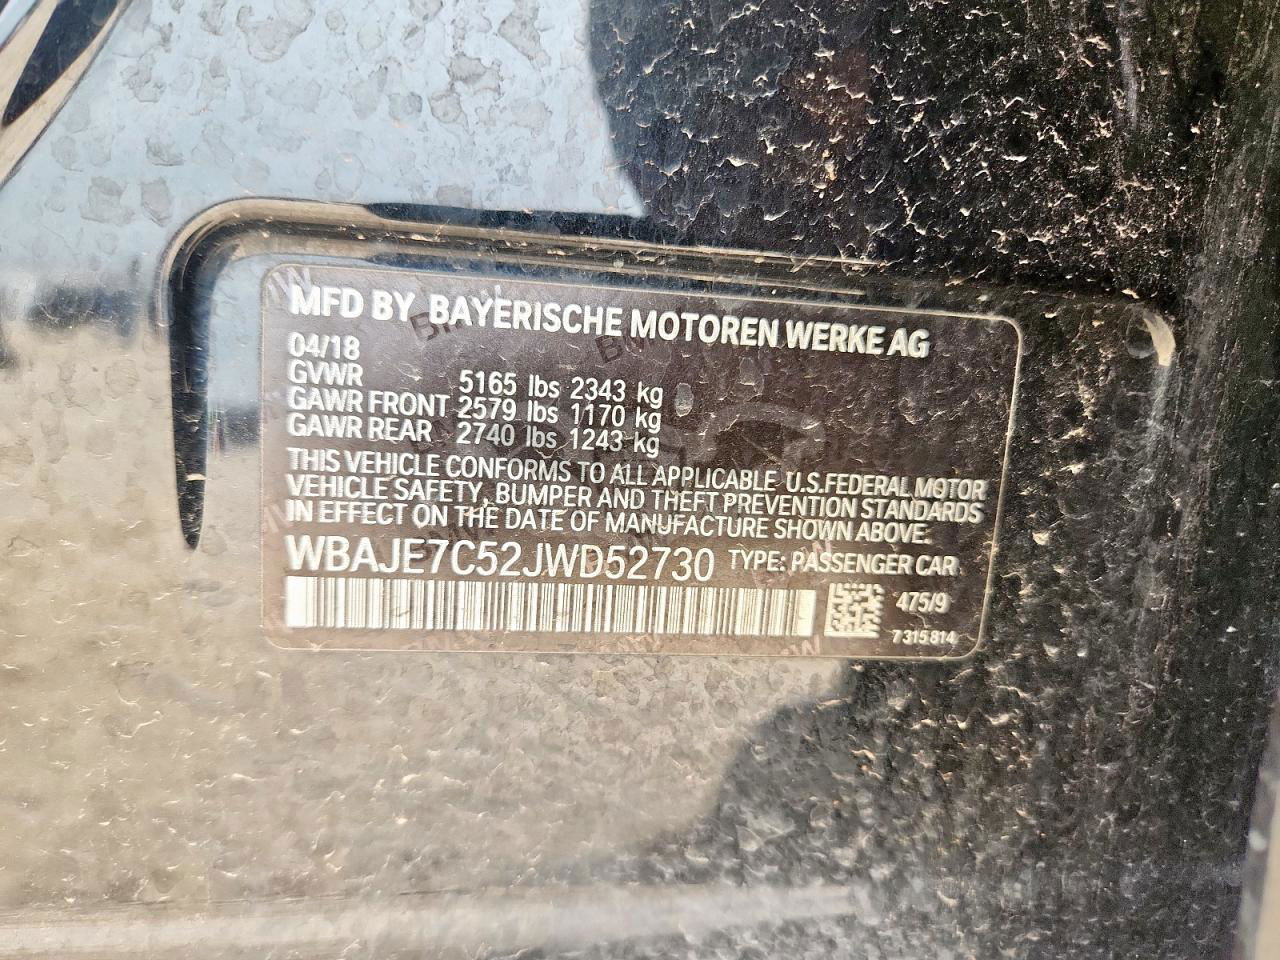 MFD BY BAYERISCHE MOTOREN WERKE AG
04/18
GVWR 5165 lbs 2343 kg
GAWR FRONT 2579 lbs 1170 kg
GAWR REAR 2740 lbs 1243 kg
THIS VEHICLE CONFORMS TO ALL APPLICABLE U.S.FEDERAL MOTOR
VEHICLE SAFETY, BUMPER AND THEFT PREVENTION STANDARDS
IN EFFECT ON THE DATE OF MANUFACTURE SHOWN ABOVE:
WBAJE7C52JWD52730 TYPE: PASSENGER CAR
475/9
7 315 814